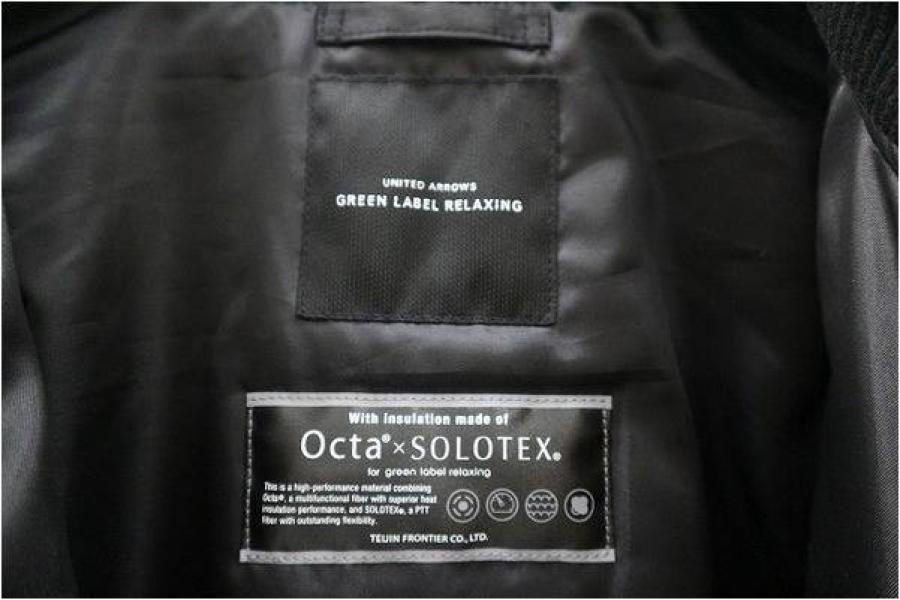 UNITED ARROWS
GREEN LABEL RELAXING
With insulation made of
Octa®×SOLOTEX®
for green label relaxing
This is a high-performance material combining
Octa®, a multifunctional fiber with superior heat
insulation performance, and SOLOTEX®, a PTT
fiber with outstanding flexibility.
TEIJIN FRONTIER CO., LTD.